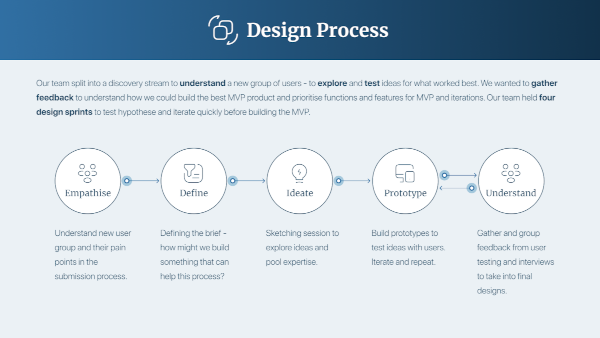 Design Process
Our team split into a discovery stream to understand a new group of users - to explore and test ideas for what worked best. We wanted to gather
feedback to understand how we could build the best MVP product and prioritise functions and features for MVP and iterations. Our team held four
design sprints to test hypothese and iterate quickly before building the MVP.
Empathise
Define
Ideate
Prototype
Understand
Understand new user
group and their pain
points in the
submission process.
Defining the brief -
how might we build
something that can
help this process?
Sketching session to
explore ideas and
pool expertise.
Build prototypes to
test ideas with users.
Iterate and repeat.
Gather and group
feedback from user
testing and interviews
to take into final
designs.